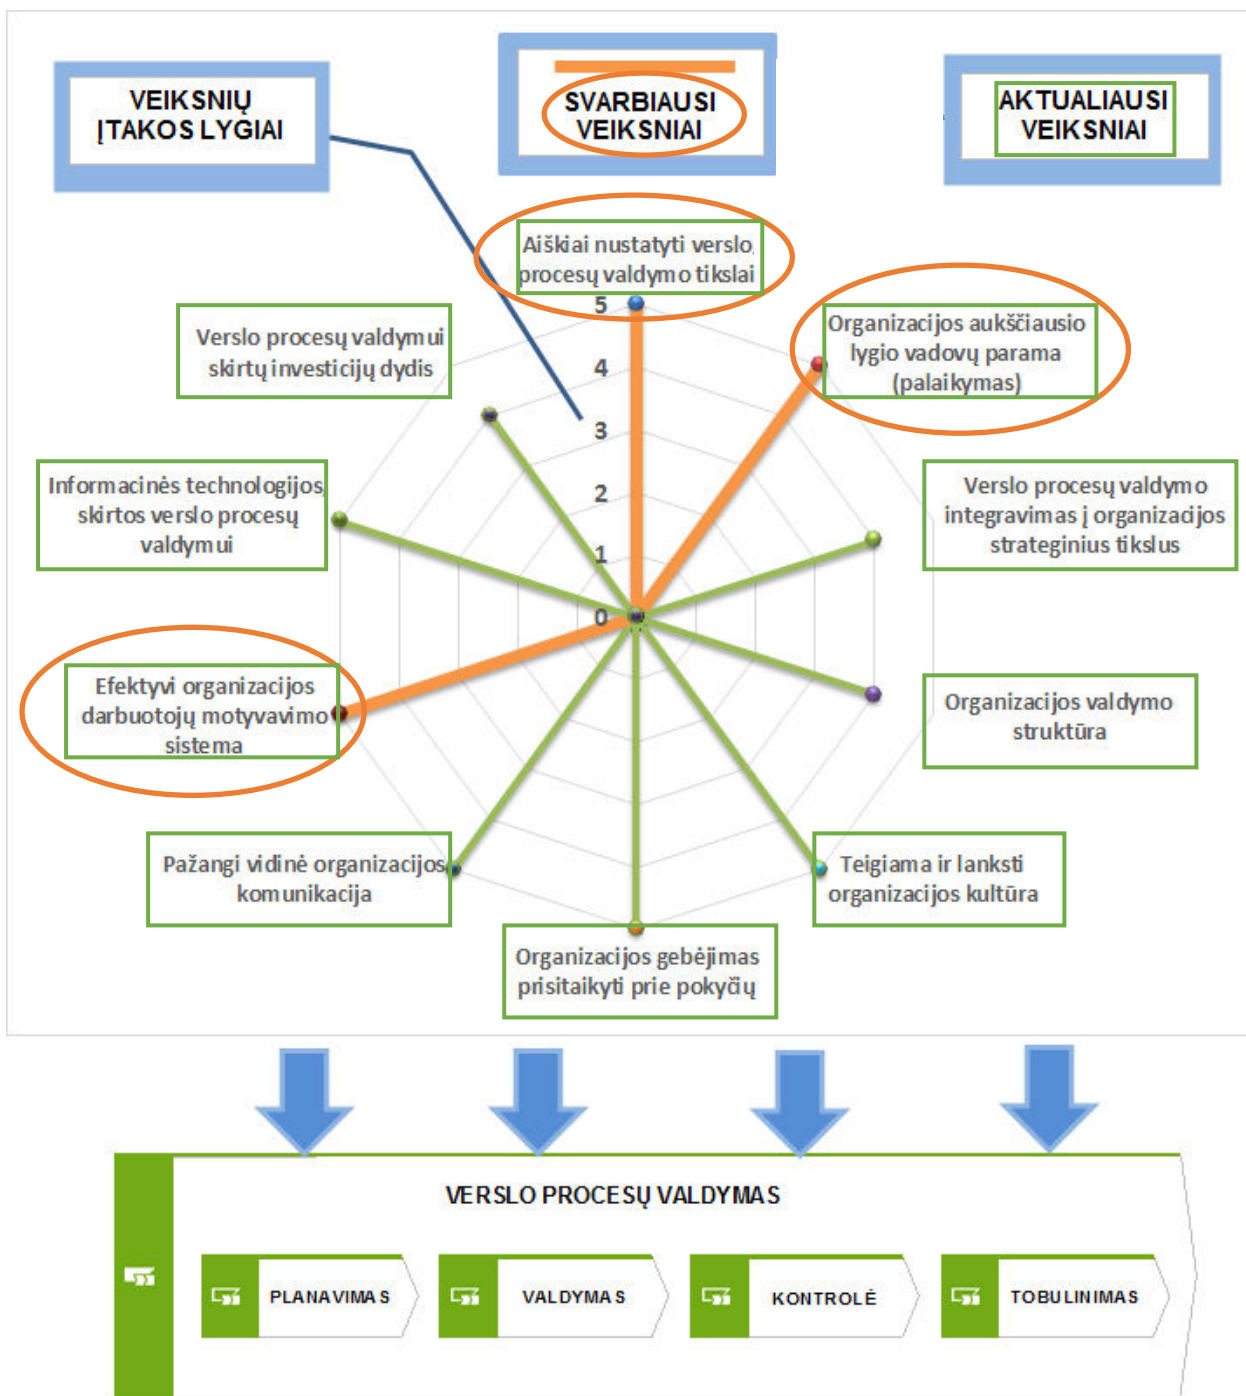 VEIKSNIŲ
ĮTAKOS LYGIAI
SVARBIAUSI
VEIKSNIAI
AKTUALIAUSI
VEIKSNIAI
Aiškiai nustatyti verslo
procesų valdymo tikslai
Organizacijos aukščiausio
lygio vadovų parama
(palaikymas)
Verslo procesų valdymo
integravimas į organizacijos
strateginius tikslus
Organizacijos valdymo
struktūra
Teigiama ir lanksti
organizacijos kultūra
Organizacijos gebėjimas
prisitaikyti prie pokyčių
Pažangi vidinė organizacijos
komunikacija
Efektyvi organizacijos
darbuotojų motyvavimo
sistema
Informacinės technologijos,
skirtos verslo procesų
valdymui
Verslo procesų valdymui
skirtų investicijų dydis
5
4
3
2
1
0
VERSLO PROCESŲ VALDYMAS
PLANAVIMAS
VALDYMAS
KONTROLĖ
TOBULINIMAS